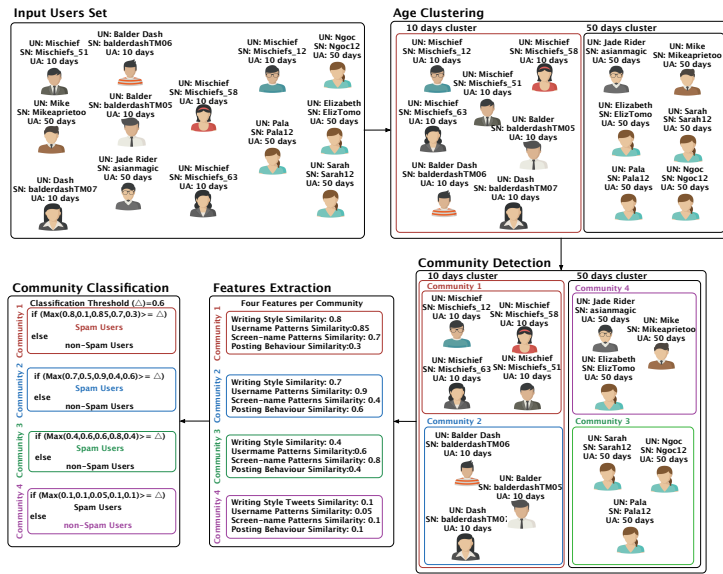 Input Users Set
UN: Mischief
SN: Mischiefs_51
UA: 10 days
UN: Balder Dash
SN: balderdashTM06
UA: 10 days
UN: Mischief
SN: Mischiefs_12
UA: 10 days
UN: Ngoc
SN: Ngoc12
UA: 50 days
UN: Mike
SN: Mikeaprietoo
UA: 50 days
UN: Balder
SN: balderdashTM05
UA: 10 days
UN: Mischief
SN: Mischiefs_58
UA: 10 days
UN: Pala
SN: Pala12
UA: 50 days
UN: Elizabeth
SN: ElizTomo
UA: 50 days
UN: Dash
SN: balderdashTM07
UA: 10 days
UN: Jade Rider
SN: asianmagic
UA: 50 days
UN: Mischief
SN: Mischiefs_63
UA: 10 days
UN: Sarah
SN: Sarah12
UA: 50 days
Age Clustering
10 days cluster
UN: Mischief
SN: Mischiefs_12
UA: 10 days
UN: Mischief
SN: Mischiefs_58
UA: 10 days
UN: Mischief
SN: Mischiefs_51
UA: 10 days
UN: Mischief
SN: Mischiefs_63
UA: 10 days
UN: Balder
SN: balderdashTM05
UA: 10 days
UN: Balder Dash
SN: balderdashTM06
UA: 10 days
UN: Dash
SN: balderdashTM07
UA: 10 days
50 days cluster
UN: Jade Rider
SN: asianmagic
UA: 50 days
UN: Mike
SN: Mikeaprietoo
UA: 50 days
UN: Elizabeth
SN: ElizTomo
UA: 50 days
UN: Sarah
SN: Sarah12
UA: 50 days
UN: Pala
SN: Pala12
UA: 50 days
UN: Ngoc
SN: Ngoc12
UA: 50 days
Community Detection
10 days cluster
Community 1
UN: Mischief
SN: Mischiefs_12
UA: 10 days
UN: Mischief
SN: Mischiefs_58
UA: 10 days
UN: Mischief
SN: Mischiefs_63
UA: 10 days
UN: Mischief
SN: Mischiefs_51
UA: 10 days
Community 2
UN: Balder Dash
SN: balderdashTM06
UA: 10 days
UN: Balder
SN: balderdashTM05
UA: 10 days
UN: Dash
SN: balderdashTM07
UA: 10 days
50 days cluster
Community 4
UN: Jade Rider
SN: asianmagic
UA: 50 days
UN: Mike
SN: Mikeaprietoo
UA: 50 days
UN: Elizabeth
SN: ElizTomo
UA: 50 days
Community 3
UN: Sarah
SN: Sarah12
UA: 50 days
UN: Ngoc
SN: Ngoc12
UA: 50 days
UN: Pala
SN: Pala12
UA: 50 days
Features Extraction
Four Features per Community
Community 1
Writing Style Similarity: 0.8
Username Patterns Similarity:0.85
Screen-name Patterns Similarity: 0.7
Posting Behaviour Similarity:0.3
Community 2
Writing Style Similarity: 0.7
Username Patterns Similarity: 0.9
Screen-name Patterns Similarity: 0.4
Posting Behaviour Similarity: 0.6
Community 3
Writing Style Similarity: 0.4
Username Patterns Similarity:0.6
Screen-name Patterns Similarity: 0.8
Posting Behaviour Similarity:0.4
Community 4
Writing Style Tweets Similarity: 0.1
Username Patterns Similarity: 0.05
Screen-name Patterns Similarity: 0.1
Posting Behaviour Similarity: 0.1
Community Classification
Classification Threshold (△)=0.6
Community 1
if (Max(0.8,0.1,0.85,0.7,0.3)>= △)
Spam Users
else
non-Spam Users
Community 2
if (Max(0.7,0.5,0.9,0.4,0.6)>= △)
Spam Users
else
non-Spam Users
Community 3
if (Max(0.4,0.6,0.6,0.8,0.4)>= △)
Spam Users
else
non-Spam Users
Community 4
if (Max(0.1,0.1,0.05,0.1,0.1)>= △)
Spam Users
else
non-Spam Users